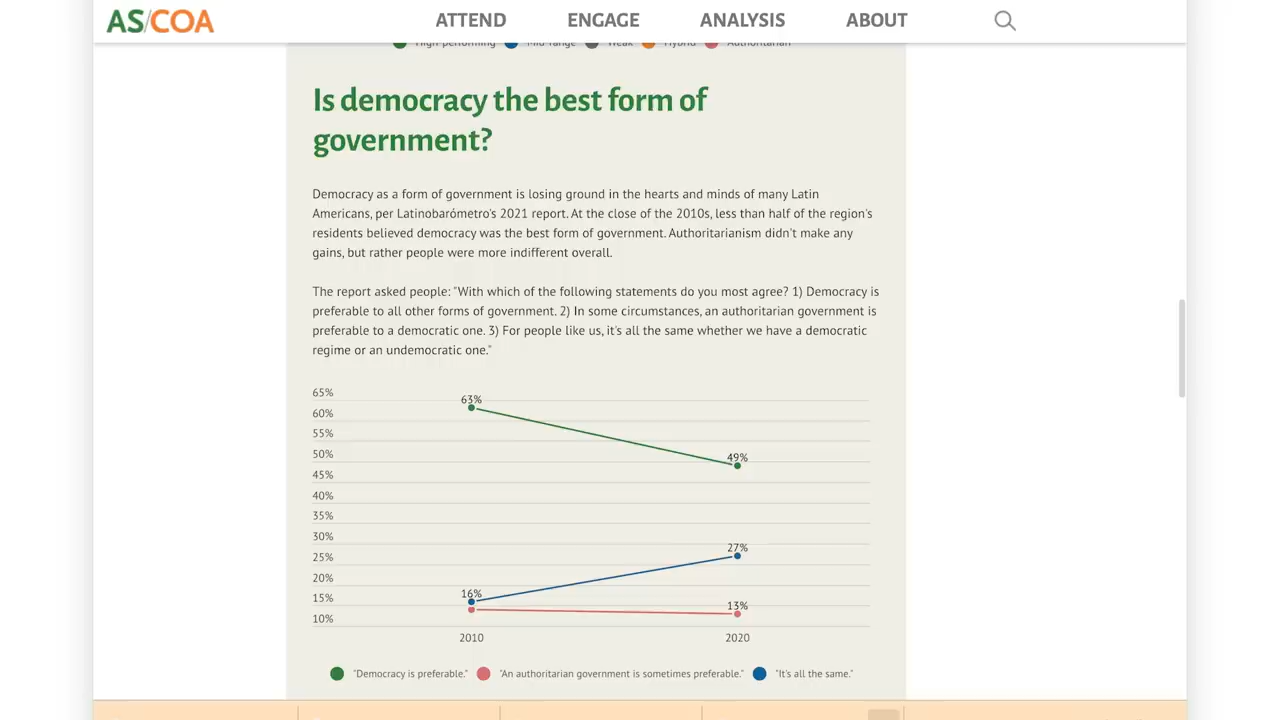 AS/COA ATTEND ENGAGE ANALYSIS ABOUT
High-performing Mid-range Weak Hybrid Authoritarian
Is democracy the best form of
government?
Democracy as a form of government is losing ground in the hearts and minds of many Latin
Americans, per Latinobarómetro's 2021 report. At the close of the 2010s, less than half of the region's
residents believed democracy was the best form of government. Authoritarianism didn't make any
gains, but rather people were more indifferent overall.
The report asked people: "With which of the following statements do you most agree? 1) Democracy is
preferable to all other forms of government. 2) In some circumstances, an authoritarian government is
preferable to a democratic one. 3) For people like us, it's all the same whether we have a democratic
regime or an undemocratic one."
65%
63%
60%
55%
50%
49%
45%
40%
35%
30%
27%
25%
20%
16%
15%
13%
10%
2010 2020
"Democracy is preferable." "An authoritarian government is sometimes preferable." "It's all the same."